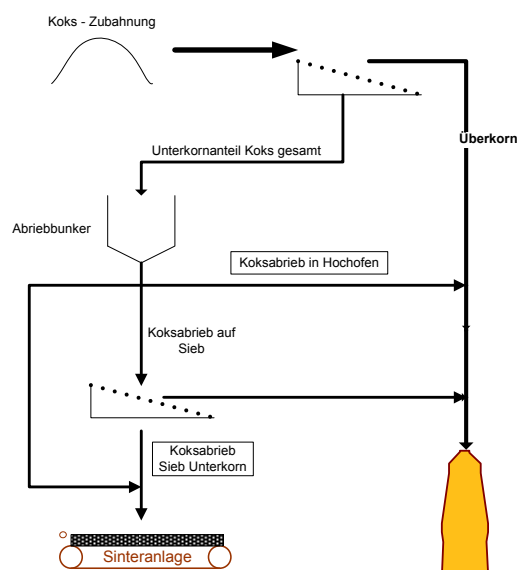 Koks - Zubahnung
Überkorn
Unterkornanteil Koks gesamt
Abriebbunker
Koksabrieb in Hochofen
Koksabrieb auf
Sieb
Koksabrieb
Sieb Unterkorn
Sinteranlage